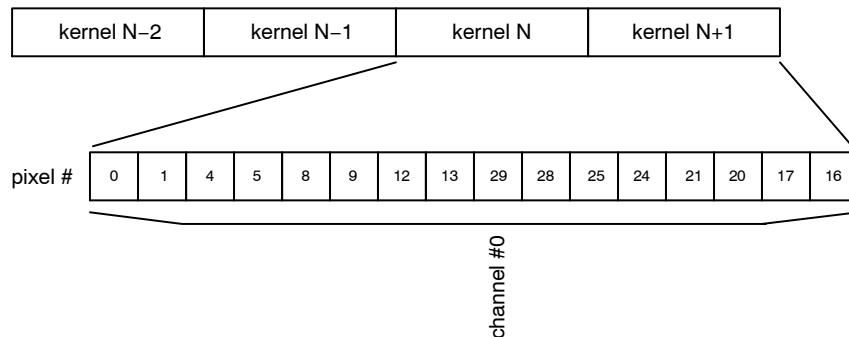 kernel N−2 kernel N−1 kernel N kernel N+1
pixel # 0 1 4 5 8 9 12 13 29 28 25 24 21 20 17 16
channel #0